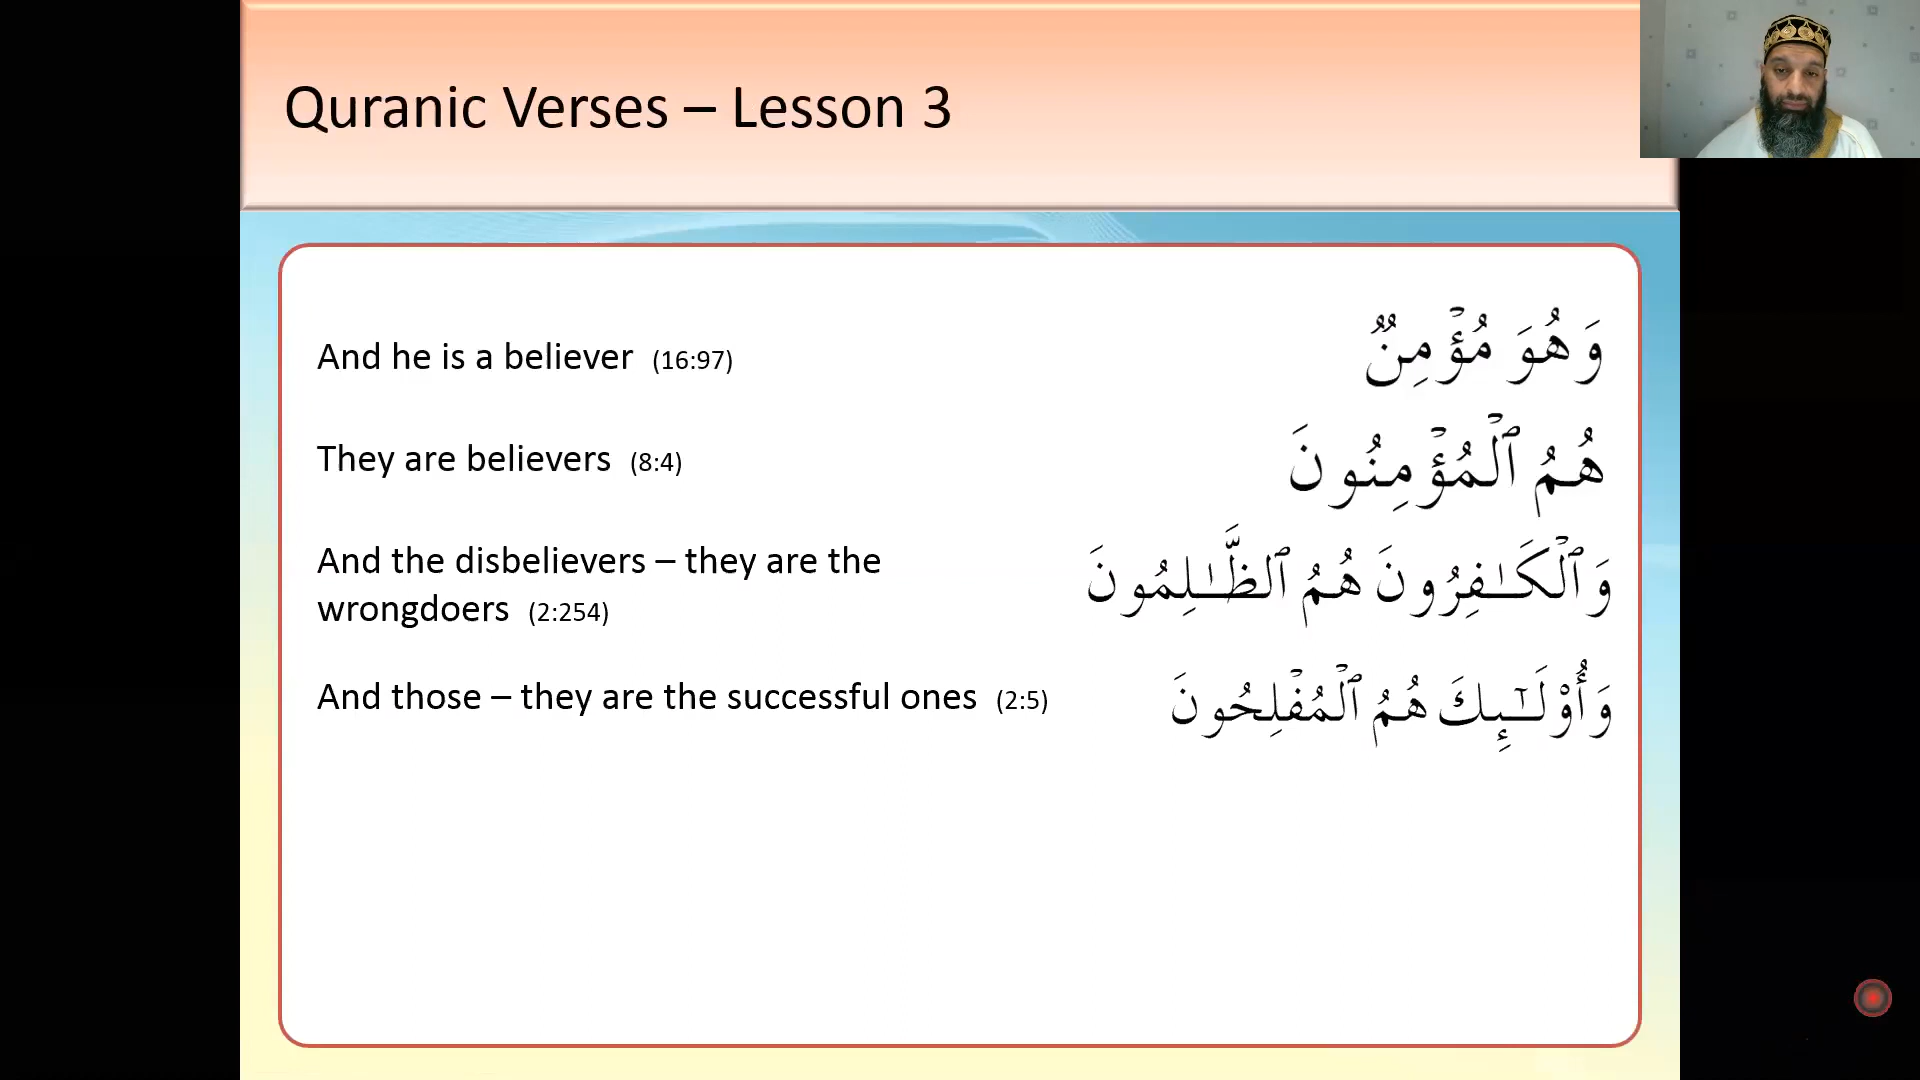 Quranic Verses – Lesson 3
And he is a believer (16:97)
وَهُوَ مُؤْمِنٌ
They are believers (8:4)
هُمُ ٱلْمُؤْمِنُونَ
And the disbelievers – they are the
wrongdoers (2:254)
وَٱلْكَـٰفِرُونَ هُمُ ٱلظَّـٰلِمُونَ
And those – they are the successful ones (2:5)
وَأُو۟لَـٰٓئِكَ هُمُ ٱلْمُفْلِحُونَ